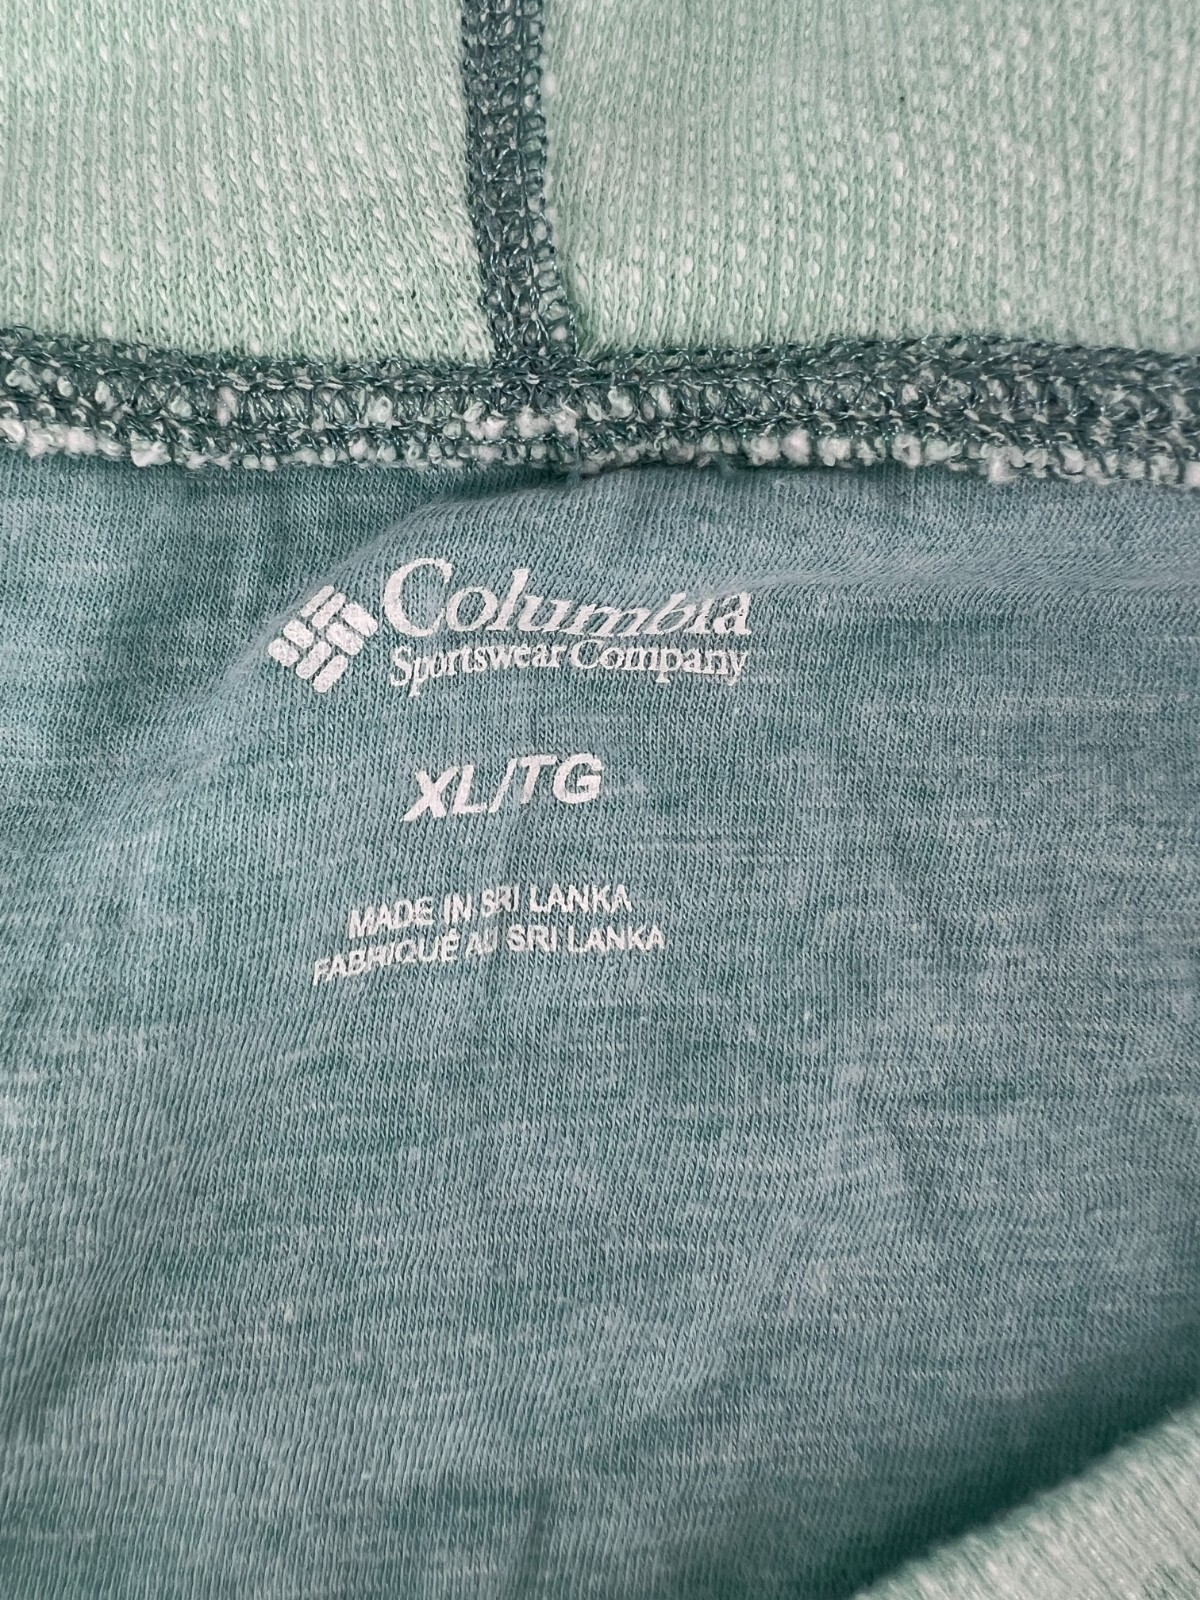 Columbia
Sportswear Company
XL/TG
MADE IN SRI LANKA
FABRIQUÉ AU SRI LANKA